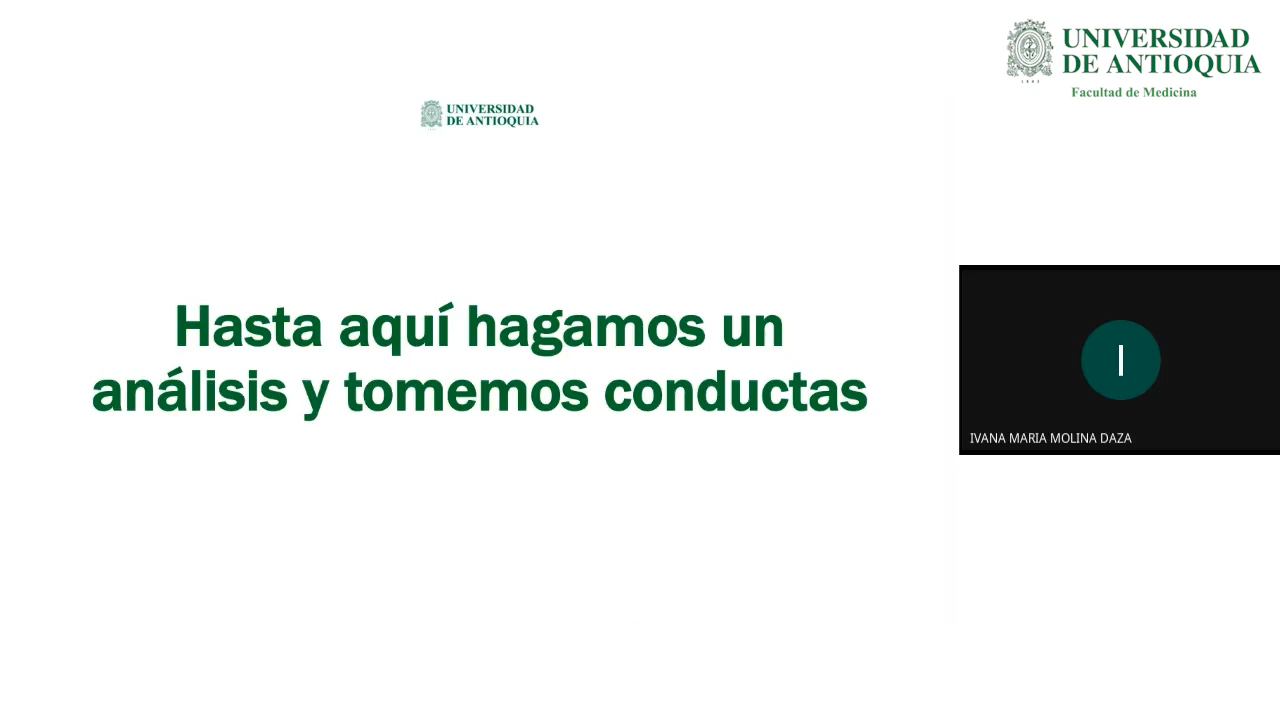 UNIVERSIDAD
DE ANTIOQUIA
1803
Facultad de Medicina
UNIVERSIDAD
DE ANTIOQUIA
Hasta aquí hagamos un
análisis y tomemos conductas
I
IVANA MARIA MOLINA DAZA